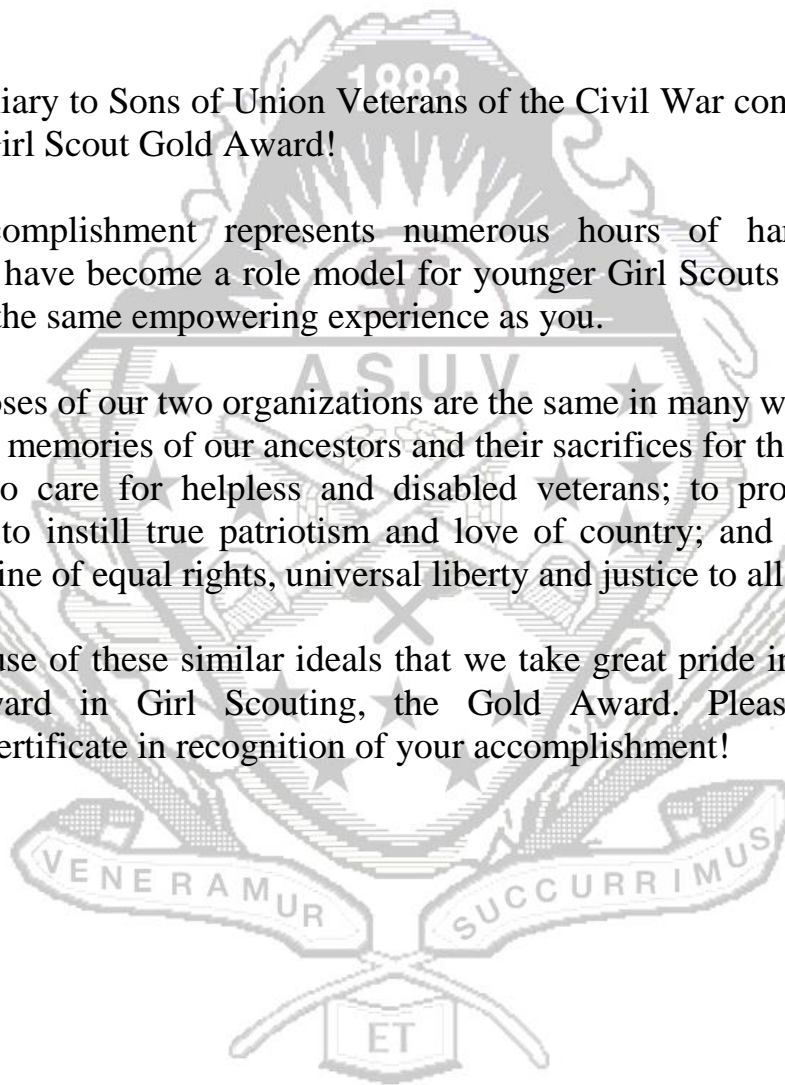 1883
iary to Sons of Union Veterans of the Civil War con
Girl Scout Gold Award!
complishment represents numerous hours of har
have become a role model for younger Girl Scouts
the same empowering experience as you.
A.S.U.V.
oses of our two organizations are the same in many w
memories of our ancestors and their sacrifices for th
o care for helpless and disabled veterans; to pro
to instill true patriotism and love of country; and
ine of equal rights, universal liberty and justice to all
use of these similar ideals that we take great pride in
ard in Girl Scouting, the Gold Award. Pleas
ertificate in recognition of your accomplishment!
VENERAMUR
SUCCURRIMUS
ET